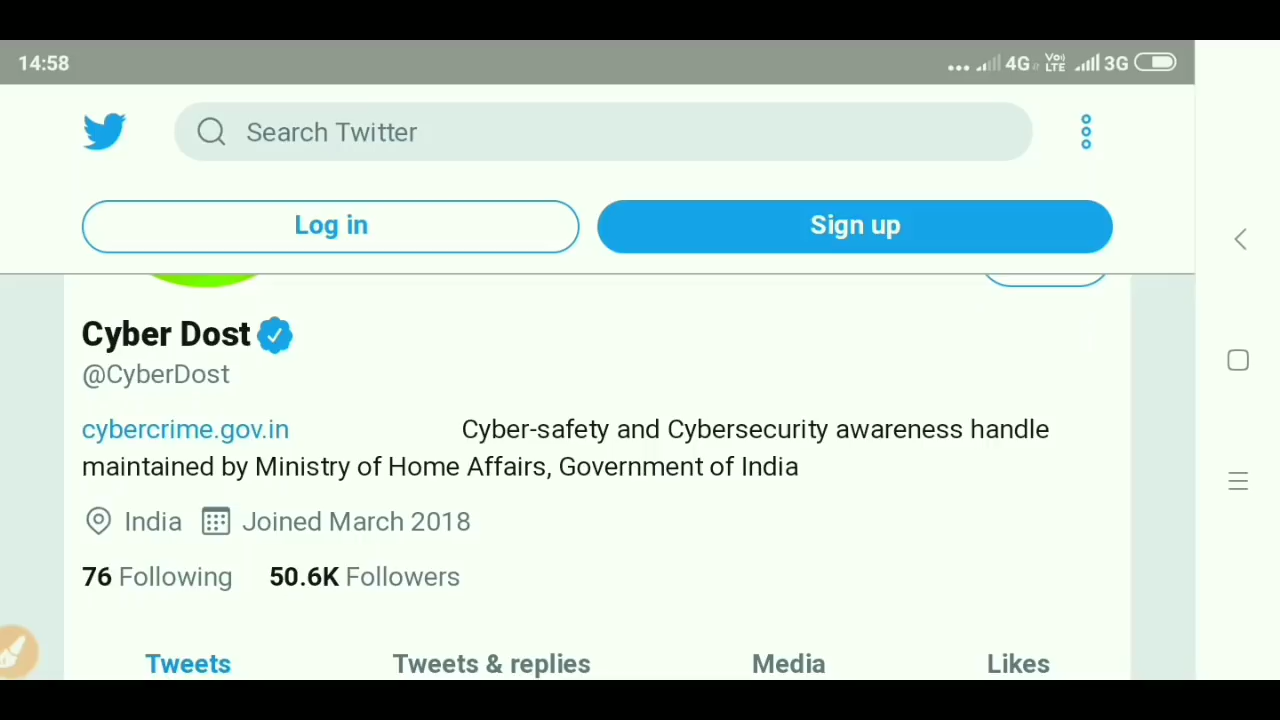 14:58
4G Vo) LTE 3G
Search Twitter
Log in Sign up
Cyber Dost
@CyberDost
cybercrime.gov.in Cyber-safety and Cybersecurity awareness handle
maintained by Ministry of Home Affairs, Government of India
India Joined March 2018
76 Following 50.6K Followers
Tweets Tweets & replies Media Likes